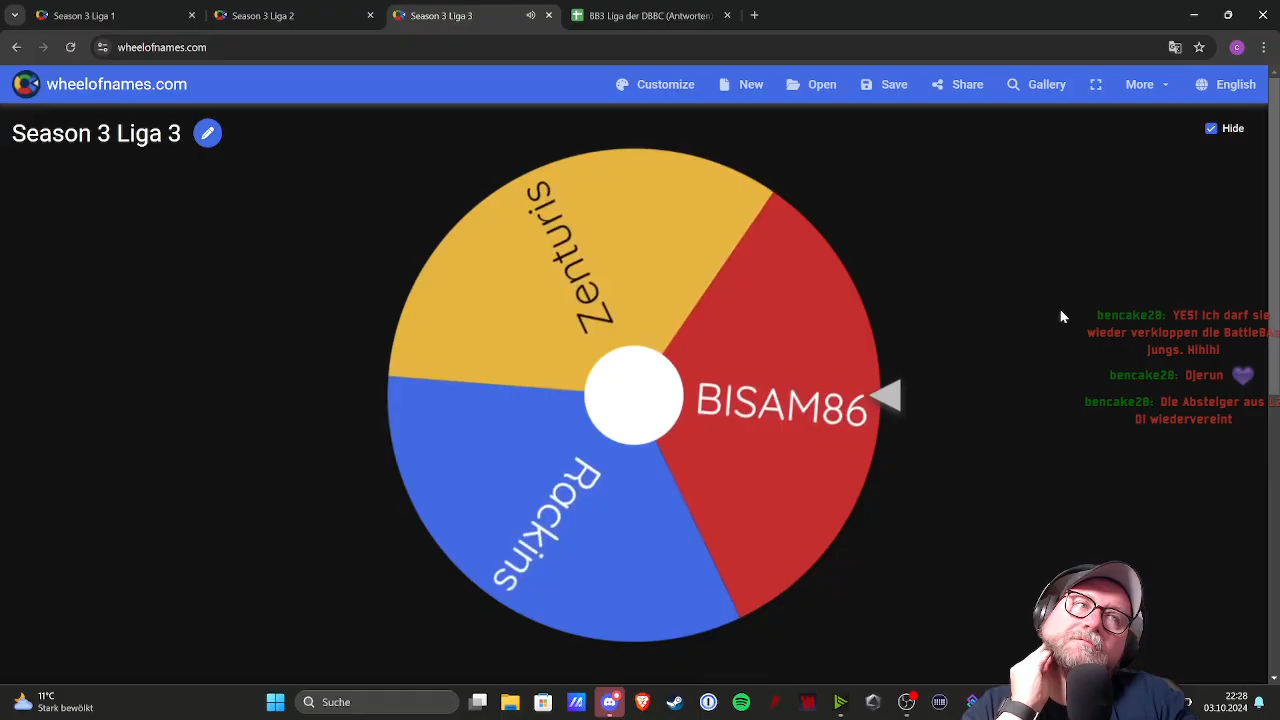 Season 3 Liga 1
Season 3 Liga 2
Season 3 Liga 3
BB3 Liga der DBBC (Antworten)
wheelofnames.com
wheelofnames.com
Customize
New
Open
Save
Share
Gallery
More
English
Season 3 Liga 3
Hide
Zenturis
BISAM86
Rackins
bencake28: YES! Ich darf sie
wieder verkloppen die
jungs. Hihihi
bencake28: Djerun
bencake28: Die Absteiger aus
D1 wiedervereint
11°C
Stark bewölkt
Suche
22:28
03.10.2024